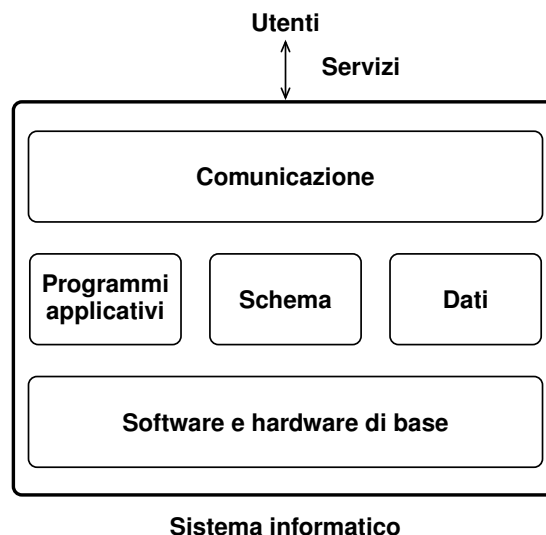 Utenti
Servizi
Comunicazione
Programmi
applicativi
Schema
Dati
Software e hardware di base
Sistema informatico